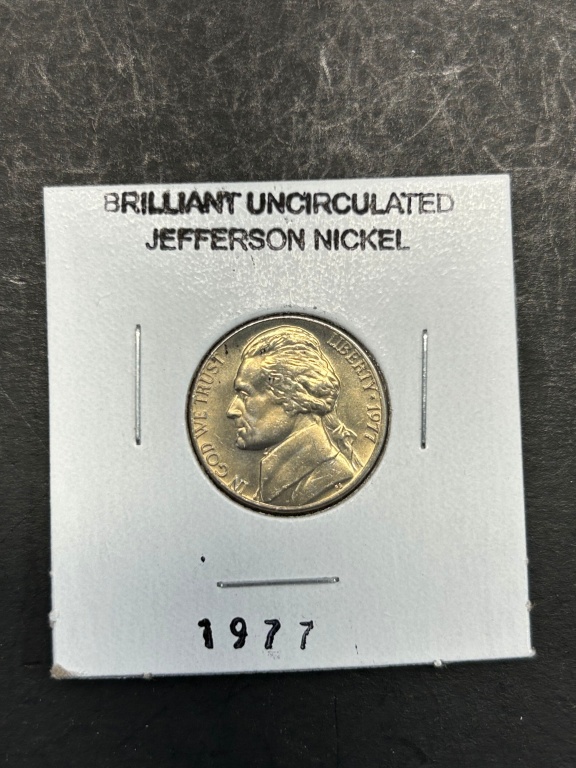 BRILLIANT UNCIRCULATED
JEFFERSON NICKEL
IN GOD WE TRUST
LIBERTY * 1977
1977